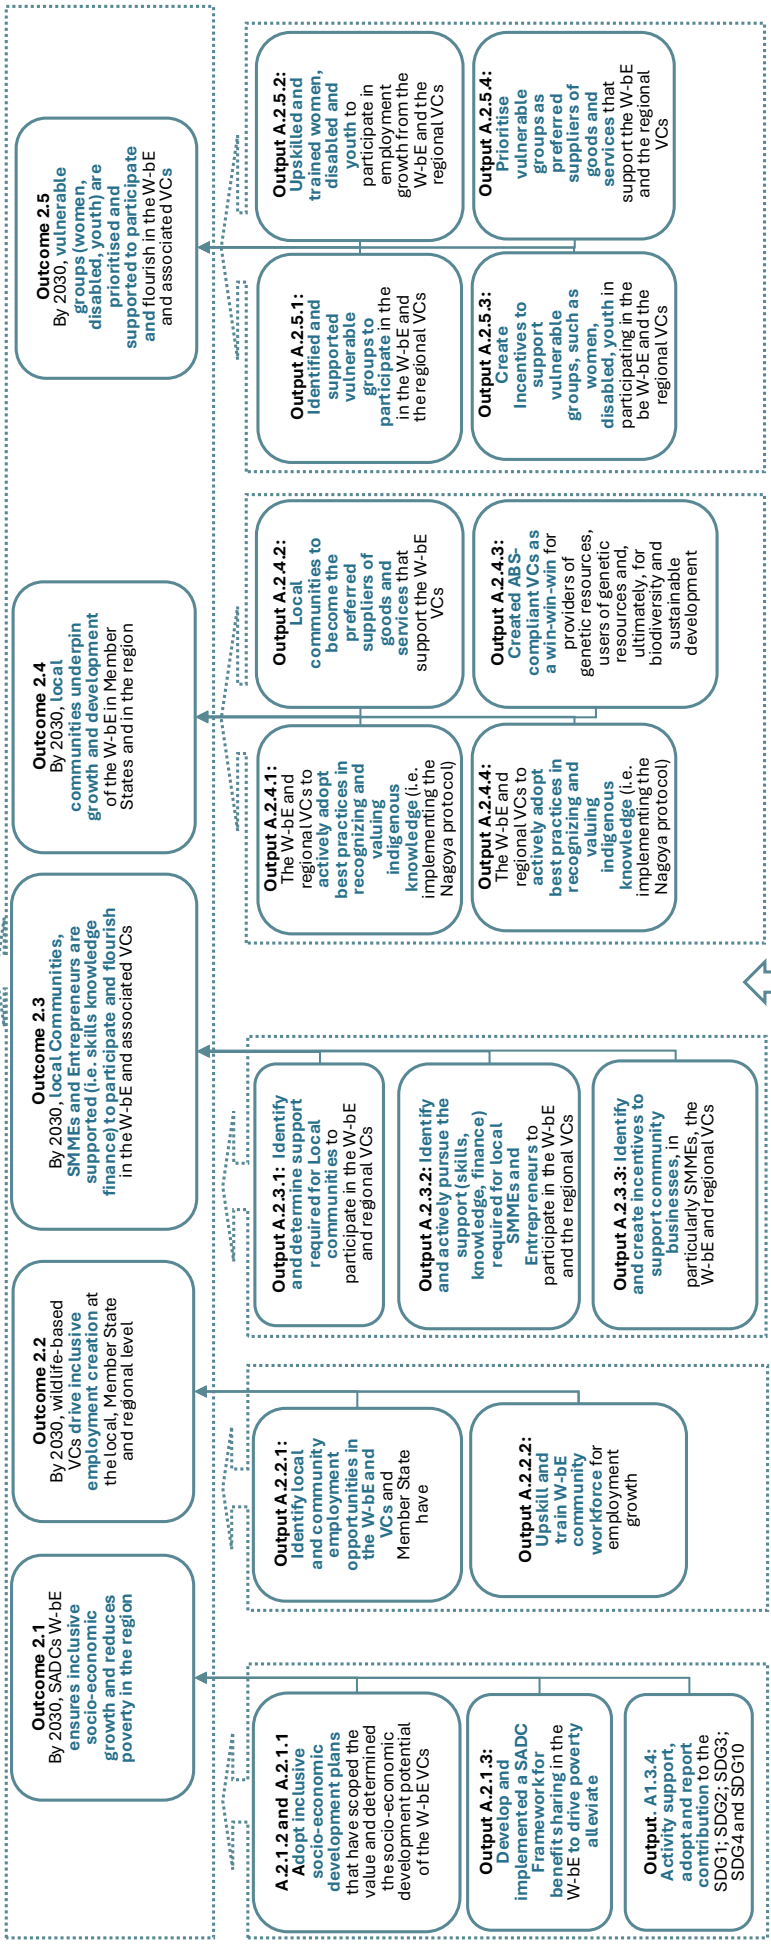 Outcome 2.1
By 2030, SADCs W-bE
ensures inclusive
socio-economic
growth and reduces
poverty in the region
Outcome 2.2
By 2030, wildlife-based
VCs drive inclusive
employment creation at
the local, Member State
and regional level
Outcome 2.3
By 2030, local Communities,
SMMEs and Entrepreneurs are
supported (i.e. skills knowledge
finance) to participate and flourish
in the W-bE and associated VCs
Outcome 2.4
By 2030, local
communities underpin
growth and development
of the W-bE in Member
States and in the region
Outcome 2.5
By 2030, vulnerable
groups (women,
disabled, youth) are
prioritised and
supported to participate
and flourish in the W-bE
and associated VCs
A.2.1.2 and A.2.1.1
Adopt inclusive
socio-economic
development plans
that have scoped the
value and determined
the socio-economic
development potential
of the W-bE VCs
Output A.2.1.3:
Develop and
implemented a SADC
Framework for
benefit sharing in the
W-bE to drive poverty
alleviate
Output. A1.3.4:
Activity support,
adopt and report
contribution to the
SDG1; SDG2; SDG3;
SDG4 and SDG10
Output A.2.2.1:
Identify local
and community
employment
opportunities in
the W-bE and
VCs and
Member State
have
Output A.2.2.2:
Upskill and
train W-bE
community
workforce for
employment
growth
Output A.2.3.1: Identify
and determine support
required for Local
communities to
participate in the W-bE
and regional VCs
Output A.2.3.2: Identify
and actively pursue the
support (skills,
knowledge, finance)
required for local
SMMEs and
Entrepreneurs to
participate in the W-bE
and the regional VCs
Output A.2.3.3: Identify
and create incentives to
support community
businesses, in
particularly SMMEs, the
W-bE and regional VCs
Output A.2.4.1:
The W-bE and
regional VCs to
actively adopt
best practices in
recognizing and
valuing
indigenous
knowledge (i.e.
implementing the
Nagoya protocol)
Output A.2.4.2:
Local
communities to
become the
preferred
suppliers of
goods and
services that
support the W-bE
VCs
Output A.2.4.4:
The W-bE and
regional VCs to
actively adopt
best practices in
recognizing and
valuing
indigenous
knowledge (i.e.
implementing the
Nagoya protocol)
Output A.2.4.3:
Created ABS-
compliant VCs as
a win-win-win for
providers of
genetic resources,
users of genetic
resources and,
ultimately, for
biodiversity and
sustainable
development
Output A.2.5.1:
Identified and
supported
vulnerable
groups to
participate in the
in the W-bE and
the regional VCs
Output A.2.5.2:
Upskilled and
trained women,
disabled and
youth to
participate in
employment
growth from the
W-bE and the
regional VCs
Output A.2.5.3:
Create
Incentives to
support
vulnerable
groups, such as
women,
disabled, youth in
participating in the
be W-bE and the
regional VCs
Output A.2.5.4:
Prioritise
vulnerable
groups as
preferred
suppliers of
goods and
services that
support the W-bE
and the regional
VCs